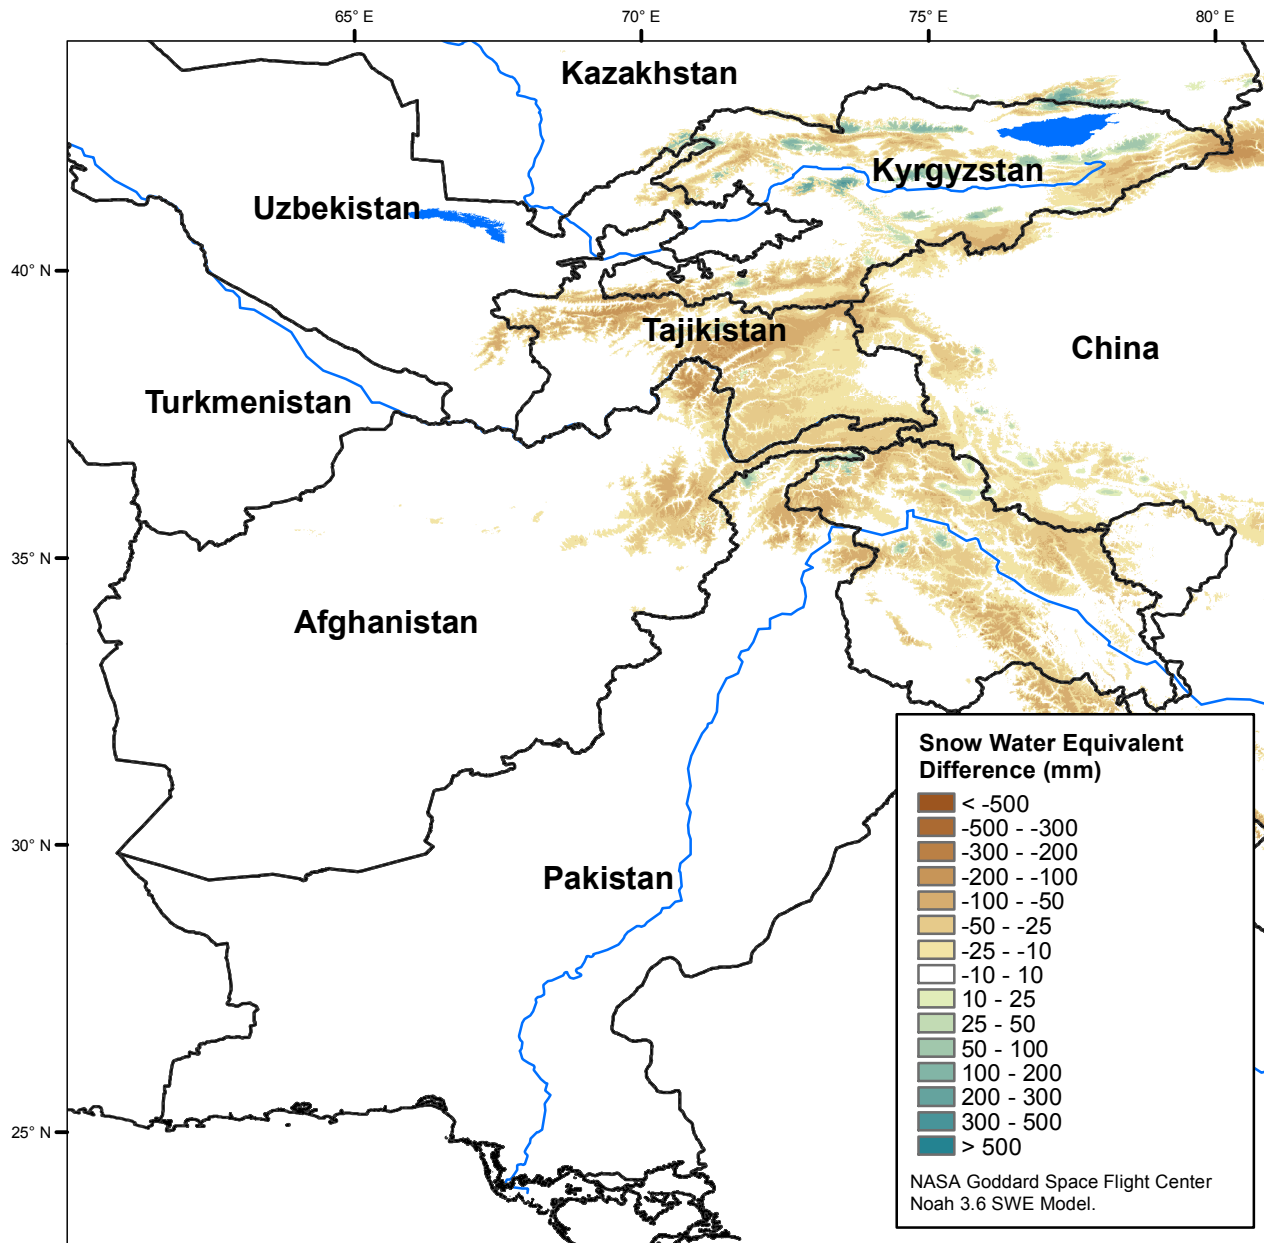 65° E
70° E
75° E
80° E
Kazakhstan
Kyrgyzstan
Uzbekistan
40° N
Tajikistan
China
Turkmenistan
35° N
Afghanistan
30° N
Pakistan
25° N
Snow Water Equivalent
Difference (mm)
< -500
-500 - -300
-300 - -200
-200 - -100
-100 - -50
-50 - -25
-25 - -10
-10 - 10
10 - 25
25 - 50
50 - 100
100 - 200
200 - 300
300 - 500
> 500
NASA Goddard Space Flight Center
Noah 3.6 SWE Model.